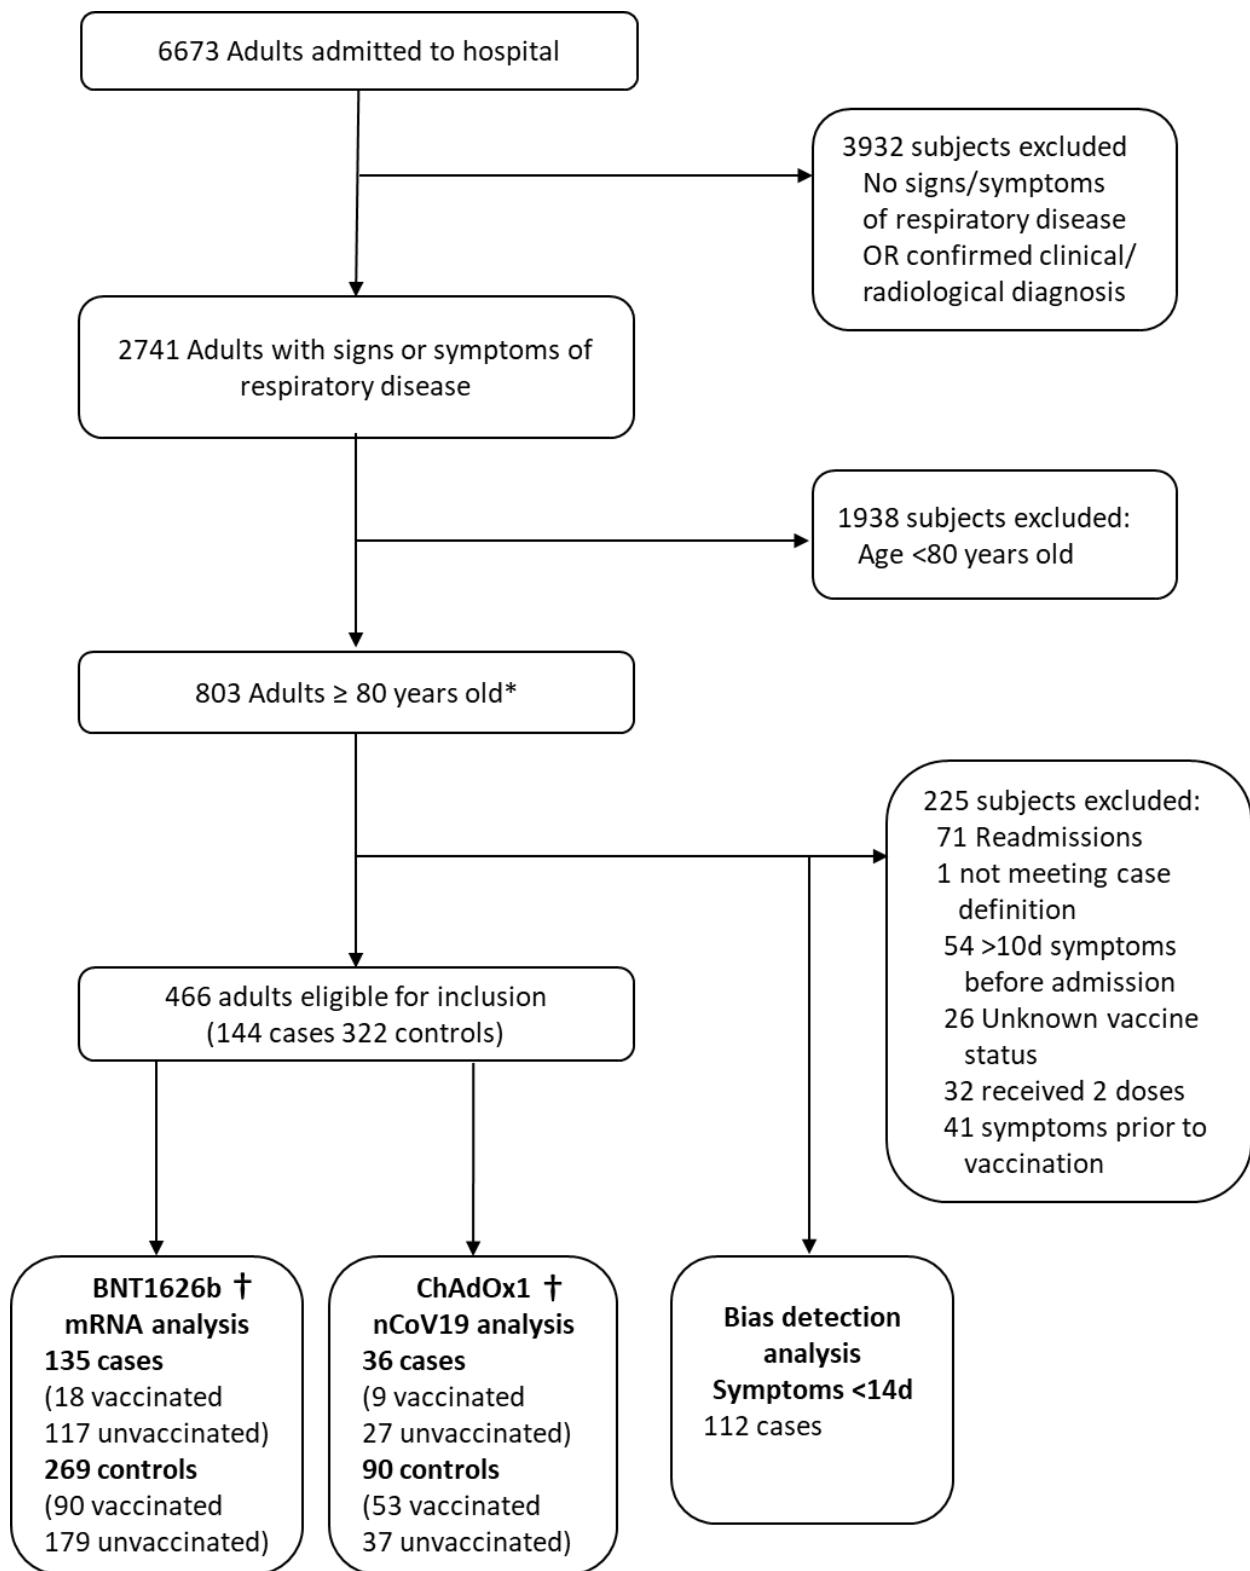 6673 Adults admitted to hospital
3932 subjects excluded
No signs/symptoms
of respiratory disease
OR confirmed clinical/
radiological diagnosis
2741 Adults with signs or symptoms of
respiratory disease
1938 subjects excluded:
Age <80 years old
803 Adults ≥ 80 years old*
225 subjects excluded:
71 Readmissions
1 not meeting case
definition
54 >10d symptoms
before admission
26 Unknown vaccine
status
32 received 2 doses
41 symptoms prior to
vaccination
466 adults eligible for inclusion
(144 cases 322 controls)
BNT1626b †
mRNA analysis
135 cases
(18 vaccinated
117 unvaccinated)
269 controls
(90 vaccinated
179 unvaccinated)
ChAdOx1 †
nCoV19 analysis
36 cases
(9 vaccinated
27 unvaccinated)
90 controls
(53 vaccinated
37 unvaccinated)
Bias detection
analysis
Symptoms <14d
112 cases